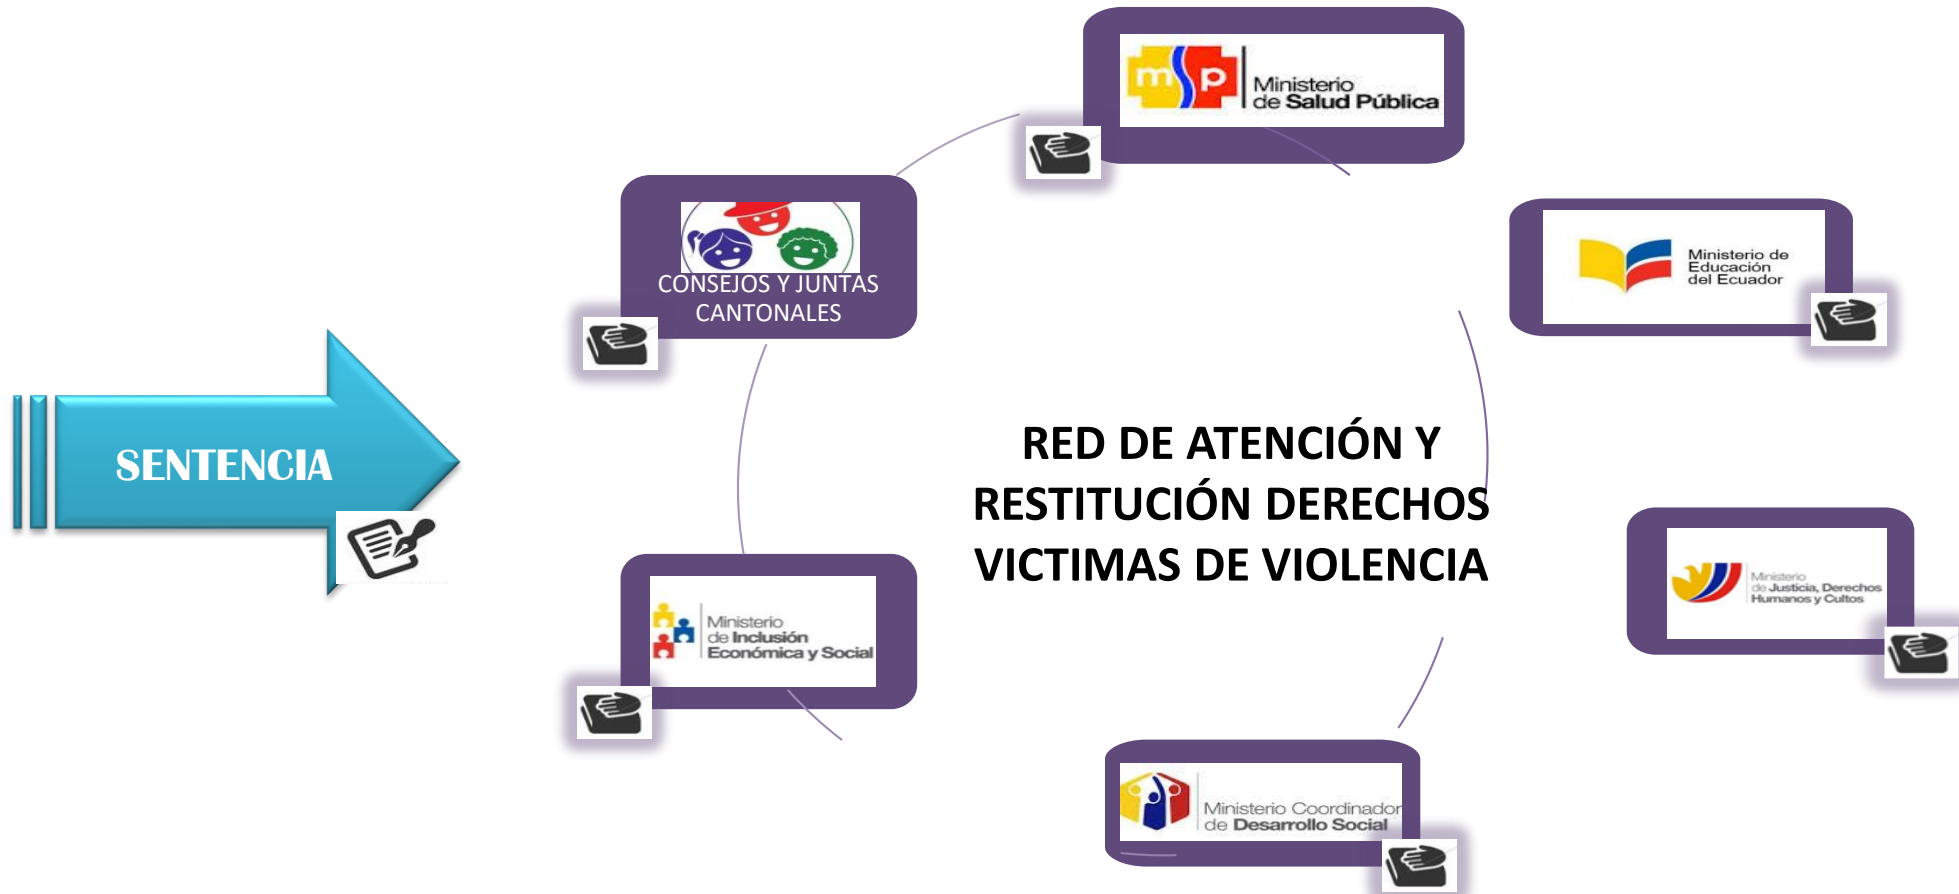 msp
Ministerio
de Salud Pública
CONSEJOS Y JUNTAS
CANTONALES
Ministerio de
Educación
del Ecuador
SENTENCIA
RED DE ATENCIÓN Y
RESTITUCIÓN DERECHOS
VICTIMAS DE VIOLENCIA
Ministerio
de Justicia, Derechos
Humanos y Cultos
Ministerio
de Inclusión
Económica y Social
Ministerio Coordinador
de Desarrollo Social